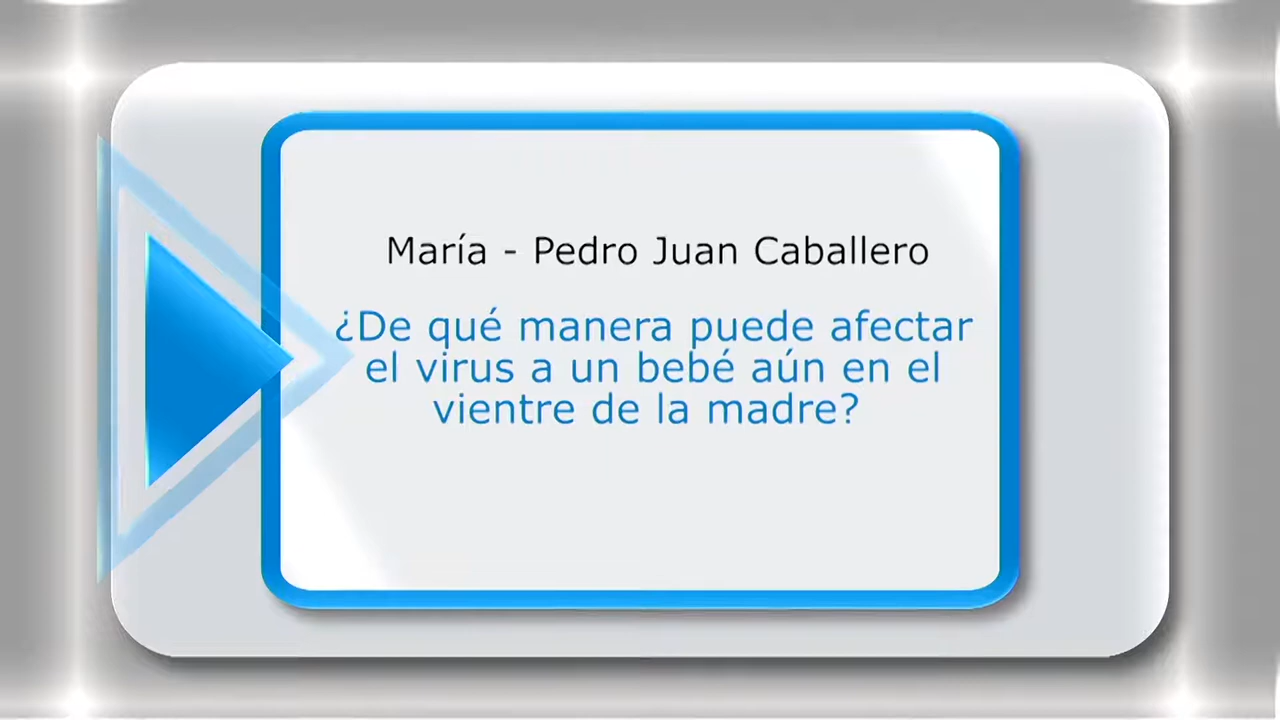 María - Pedro Juan Caballero
¿De qué manera puede afectar
el virus a un bebé aún en el
vientre de la madre?